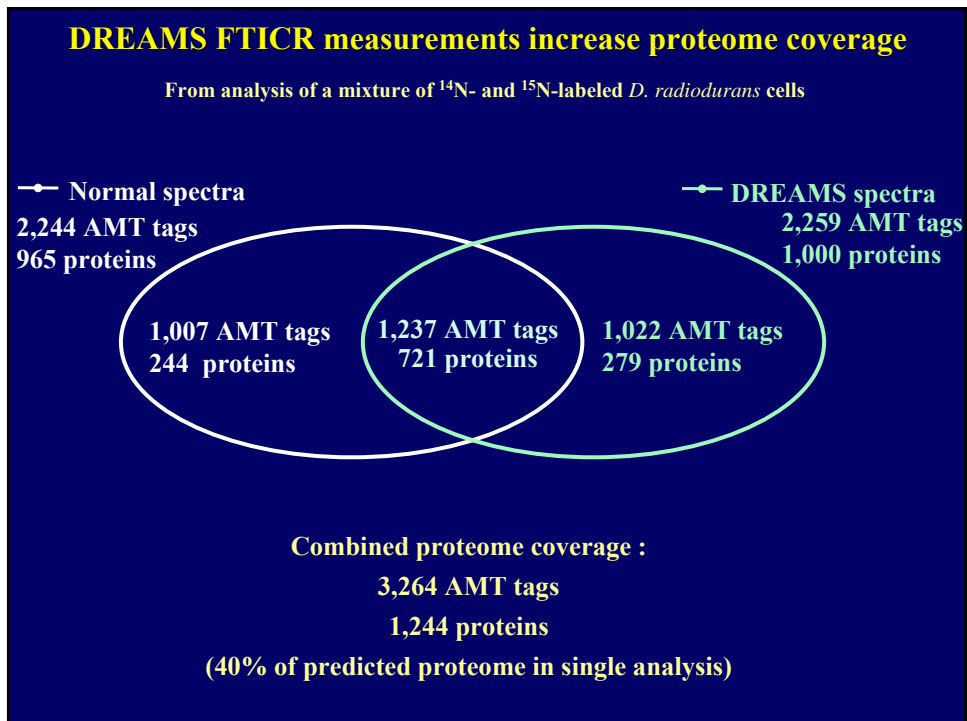 DREAMS FTICR measurements increase proteome coverage
From analysis of a mixture of ¹⁴N- and ¹⁵N-labeled D. radiodurans cells
Normal spectra
2,244 AMT tags
965 proteins
DREAMS spectra
2,259 AMT tags
1,000 proteins
1,007 AMT tags
244 proteins
1,237 AMT tags
721 proteins
1,022 AMT tags
279 proteins
Combined proteome coverage :
3,264 AMT tags
1,244 proteins
(40% of predicted proteome in single analysis)